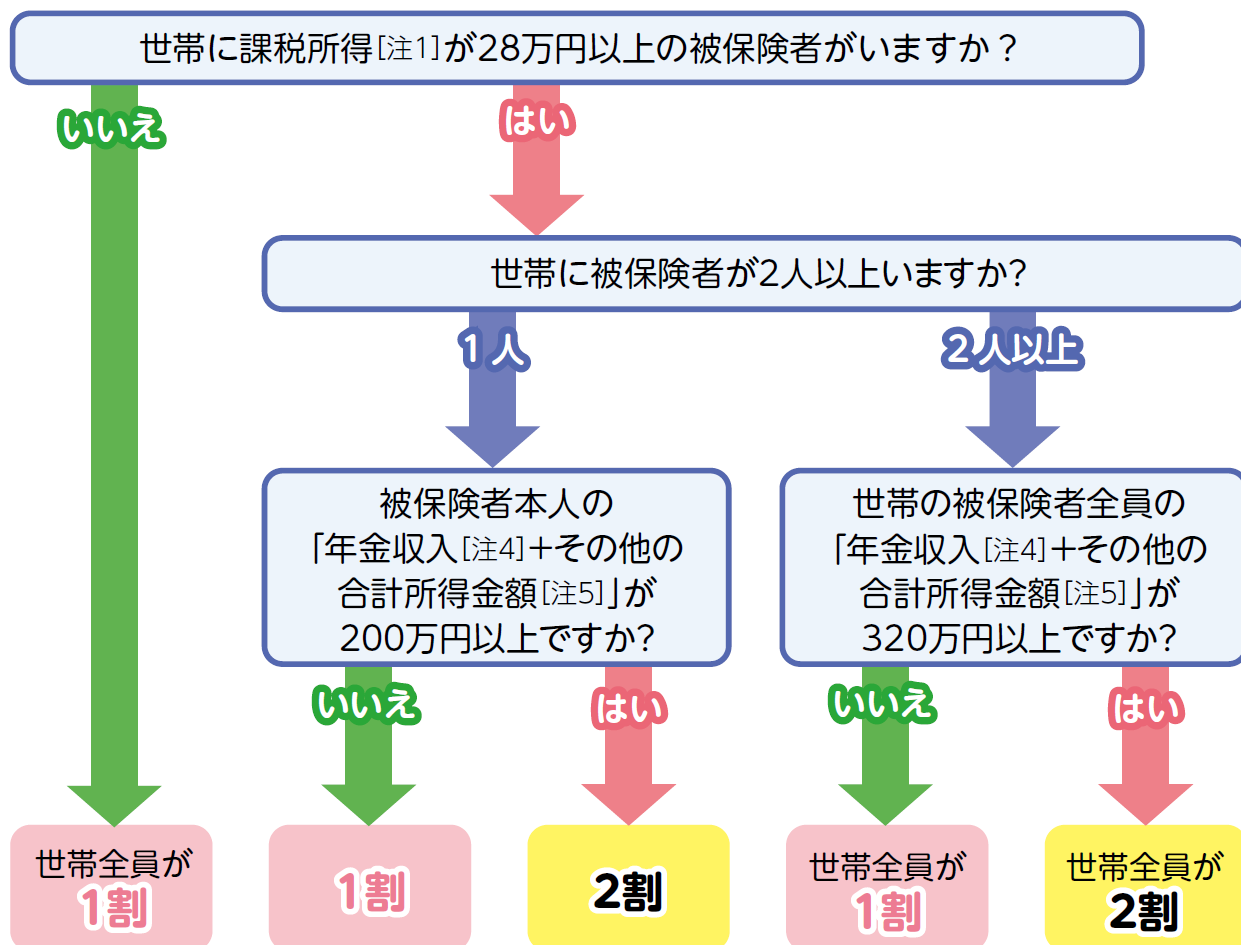 世帯に課税所得[注1]が28万円以上の被保険者がいますか？
いいえ
はい
世帯に被保険者が2人以上いますか?
1人
2人以上
被保険者本人の
「年金収入[注4]＋その他の
合計所得金額[注5]」が
200万円以上ですか?
世帯の被保険者全員の
「年金収入[注4]＋その他の
合計所得金額[注5]」が
320万円以上ですか?
いいえ
はい
いいえ
はい
世帯全員が
1割
1割
2割
世帯全員が
1割
世帯全員が
2割